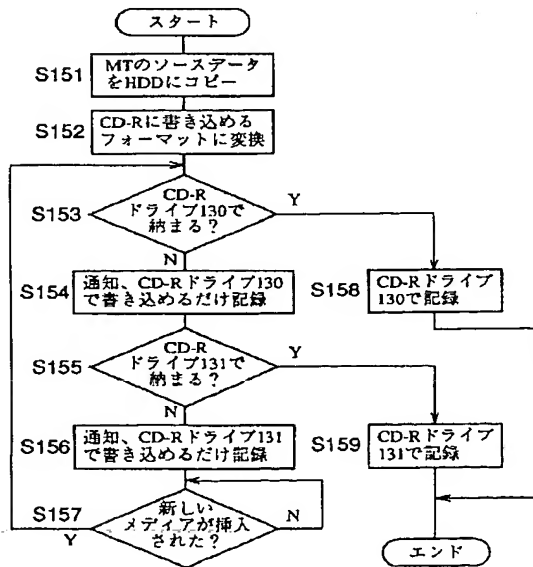 スタート
S151
MTのソースデータ
をHDDにコピー
S152
CD-Rに書き込める
フォーマットに変換
S153
CD-R
ドライブ130で
納まる？
Y
N
S154
通知、CD-Rドライブ130
で書き込めるだけ記録
S158
CD-Rドライブ
130で記録
S155
CD-R
ドライブ131で
納まる？
Y
N
S156
通知、CD-Rドライブ131
で書き込めるだけ記録
S159
CD-Rドライブ
131で記録
S157
新しい
メディアが挿入
された？
Y
N
エンド